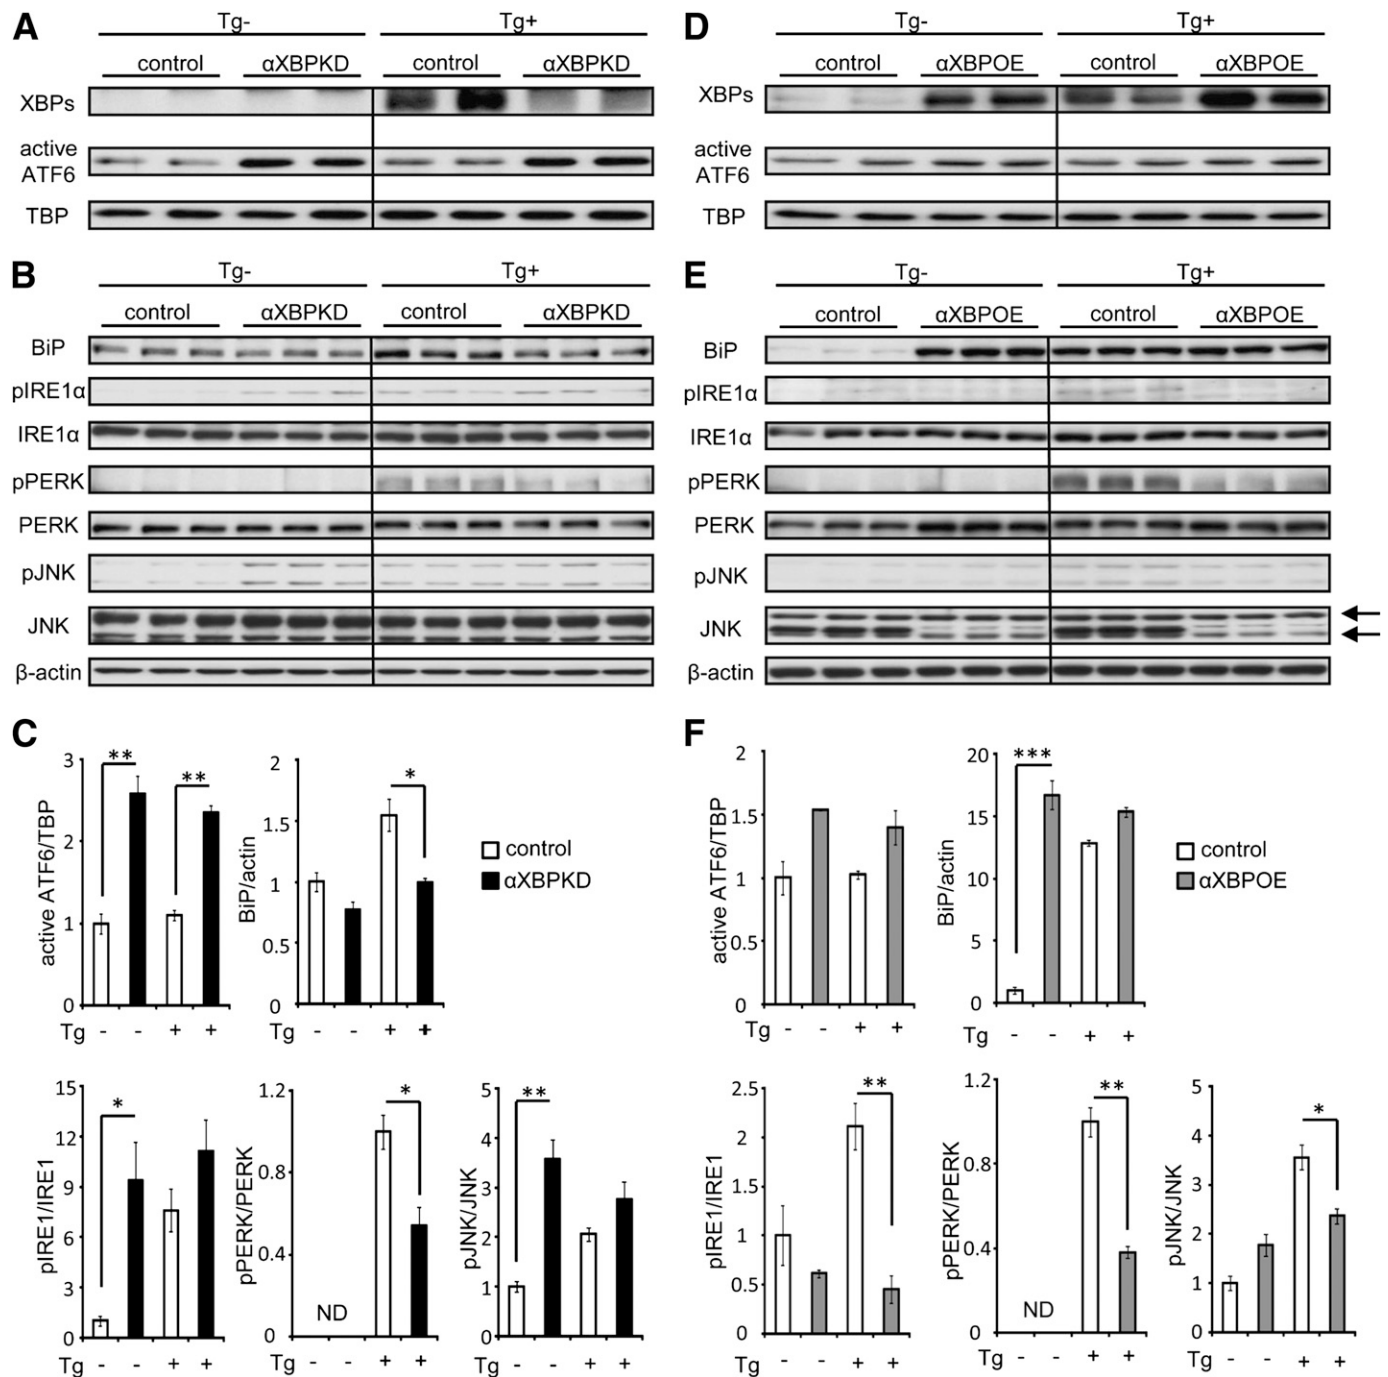 A
Tg-
Tg+
control
αXBPKD
control
αXBPKD
XBPs
active
ATF6
TBP
B
Tg-
Tg+
control
αXBPKD
control
αXBPKD
BiP
pIRE1α
IRE1α
pPERK
PERK
pJNK
JNK
β-actin
C
active ATF6/TBP
3
2
1
0
**
**
Tg - - + +
BiP/actin
2
1.5
1
0.5
0
*
Tg - - + +
control
αXBPKD
pIRE1/IRE1
15
12
9
6
3
0
*
Tg - - + +
pPERK/PERK
1.2
0.8
0.4
0
ND
*
Tg - - + +
pJNK/JNK
5
4
3
2
1
0
**
Tg - - + +
D
Tg-
Tg+
control
αXBPOE
control
αXBPOE
XBPs
active
ATF6
TBP
E
Tg-
Tg+
control
αXBPOE
control
αXBPOE
BiP
pIRE1α
IRE1α
pPERK
PERK
pJNK
JNK
β-actin
F
active ATF6/TBP
2
1.5
1
0.5
0
Tg - - + +
BiP/actin
20
15
10
5
0
***
Tg - - + +
control
αXBPOE
pIRE1/IRE1
2.5
2
1.5
1
0.5
0
**
Tg - - + +
pPERK/PERK
1.2
0.8
0.4
0
ND
**
Tg - - + +
pJNK/JNK
5
4
3
2
1
0
*
Tg - - + +